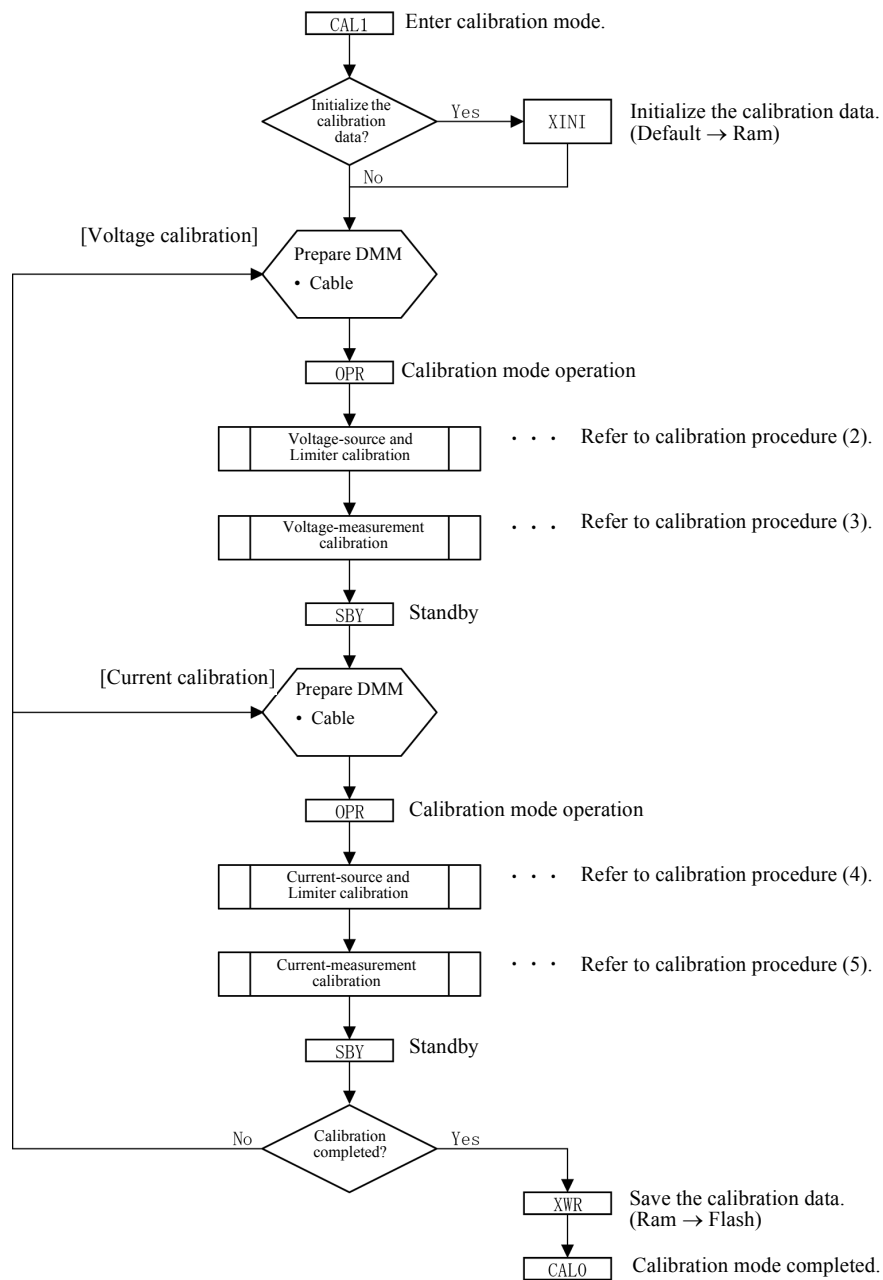 CAL1 Enter calibration mode.
Initialize the
calibration
data?
Yes
XINI
Initialize the calibration data.
(Default → Ram)
No
[Voltage calibration]
Prepare DMM
• Cable
OPR Calibration mode operation
Voltage-source and
Limiter calibration
· · · Refer to calibration procedure (2).
Voltage-measurement
calibration
· · · Refer to calibration procedure (3).
SBY Standby
[Current calibration]
Prepare DMM
• Cable
OPR Calibration mode operation
Current-source and
Limiter calibration
· · · Refer to calibration procedure (4).
Current-measurement
calibration
· · · Refer to calibration procedure (5).
SBY Standby
No
Calibration
completed?
Yes
XWR
Save the calibration data.
(Ram → Flash)
CAL0 Calibration mode completed.